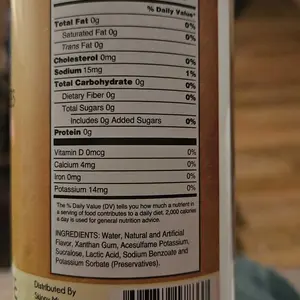 % Daily Value*
Total Fat 0g 0%
Saturated Fat 0g 0%
Trans Fat 0g
Cholesterol 0mg 0%
Sodium 15mg 1%
Total Carbohydrate 0g 0%
Dietary Fiber 0g 0%
Total Sugars 0g
Includes 0g Added Sugars 0%
Protein 0g
Vitamin D 0mcg 0%
Calcium 4mg 0%
Iron 0mg 0%
Potassium 14mg 0%
*The % Daily Value (DV) tells you how much a nutrient in
a serving of food contributes to a daily diet. 2,000 calories
a day is used for general nutrition advice.
INGREDIENTS: Water, Natural and Artificial
Flavor, Xanthan Gum, Acesulfame Potassium,
Sucralose, Lactic Acid, Sodium Benzoate and
Potassium Sorbate (Preservatives).
Distributed By